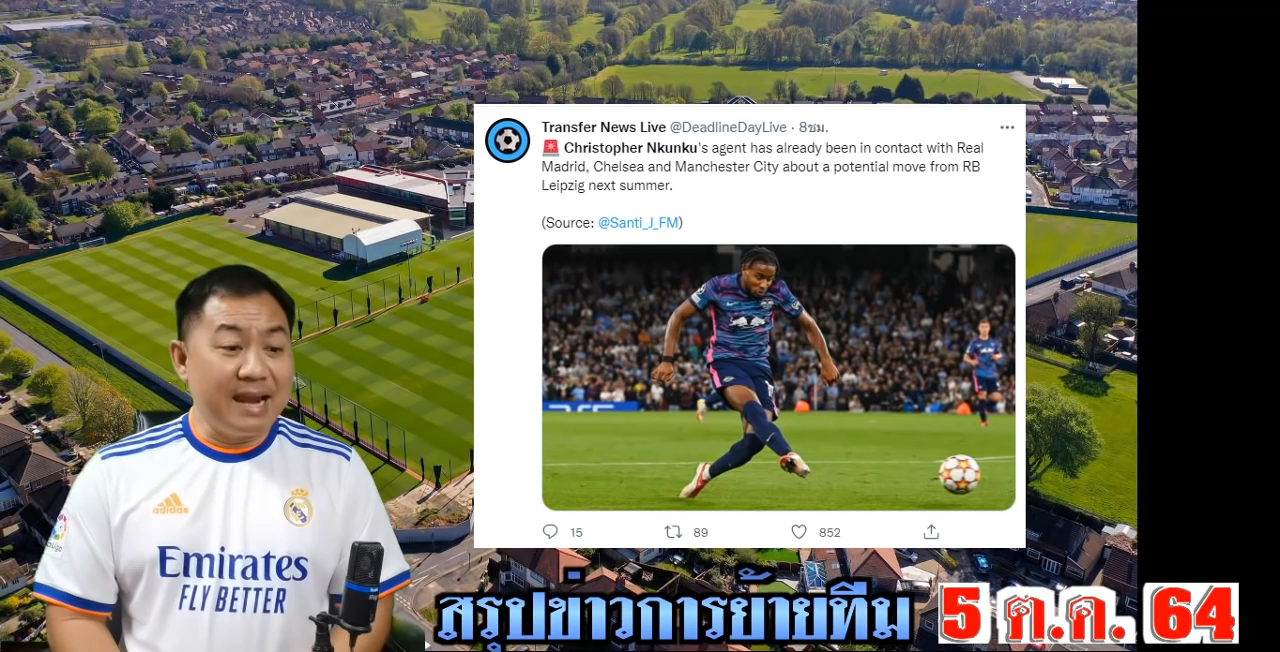 Transfer News Live @DeadlineDayLive · 8ชม.
🚨 Christopher Nkunku's agent has already been in contact with Real
Madrid, Chelsea and Manchester City about a potential move from RB
Leipzig next summer.
(Source: @Santi_J_FM)
15 89 852
adidas
Emirates
FLY BETTER
สรุปข่าวการย้ายทีม 5 ต.ค. 64